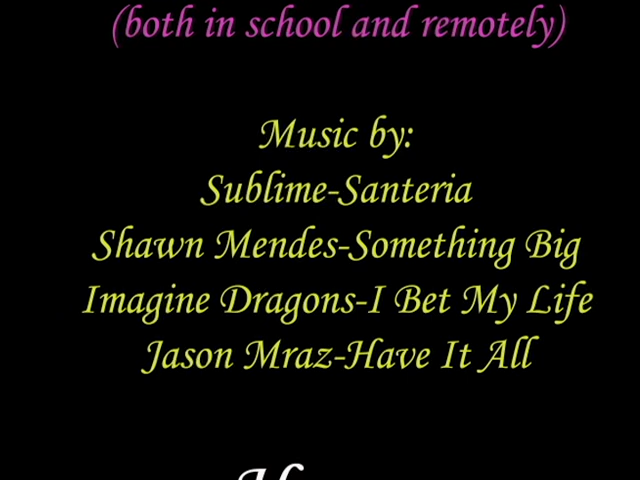 (both in school and remotely)
Music by:
Sublime-Santeria
Shawn Mendes-Something Big
Imagine Dragons-I Bet My Life
Jason Mraz-Have It All